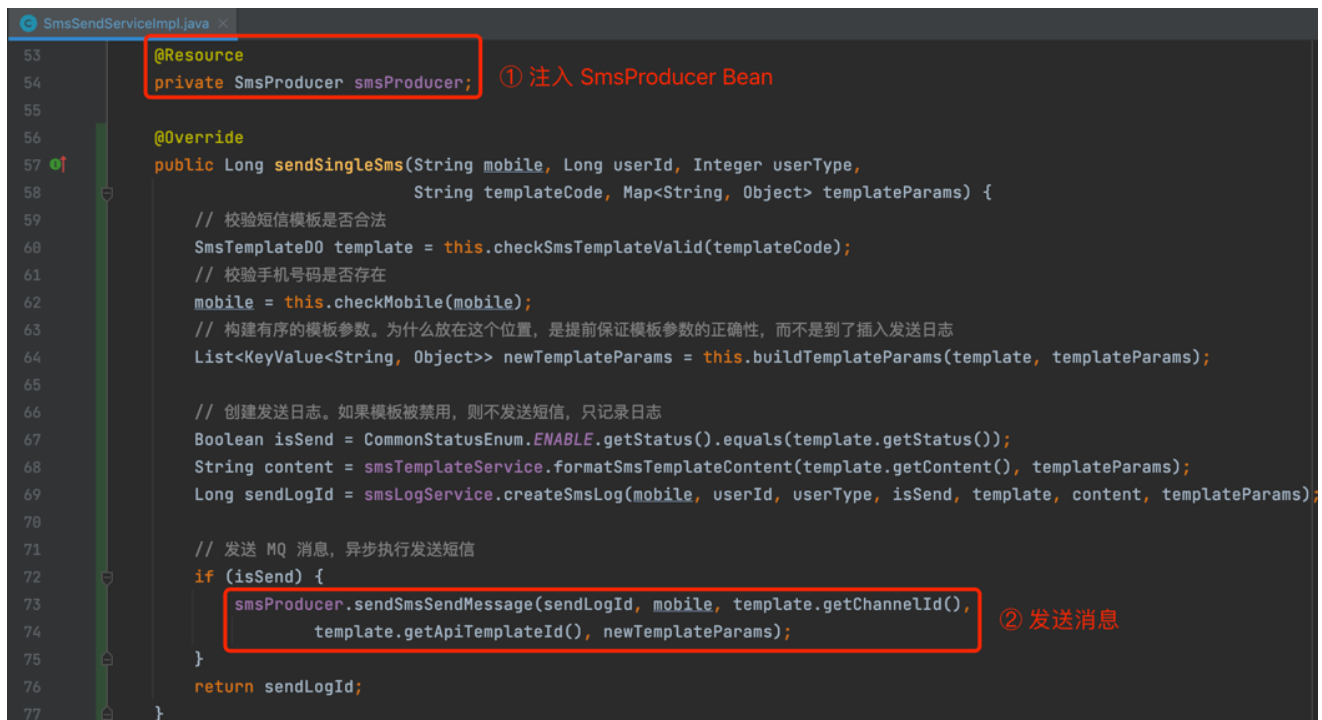 SmsSendServiceImpl.java
53 @Resource
54 private SmsProducer smsProducer; ① 注入 SmsProducer Bean
55
56 @Override
57 public Long sendSingleSms(String mobile, Long userId, Integer userType,
58 String templateCode, Map<String, Object> templateParams) {
59 // 校验短信模板是否合法
60 SmsTemplateDO template = this.checkSmsTemplateValid(templateCode);
61 // 校验手机号码是否存在
62 mobile = this.checkMobile(mobile);
63 // 构建有序的模板参数。为什么放在这个位置，是提前保证模板参数的正确性，而不是到了插入发送日志
64 List<KeyValue<String, Object>> newTemplateParams = this.buildTemplateParams(template, templateParams);
65
66 // 创建发送日志。如果模板被禁用，则不发送短信，只记录日志
67 Boolean isSend = CommonStatusEnum.ENABLE.getStatus().equals(template.getStatus());
68 String content = smsTemplateService.formatSmsTemplateContent(template.getContent(), templateParams);
69 Long sendLogId = smsLogService.createSmsLog(mobile, userId, userType, isSend, template, content, templateParams);
70
71 // 发送 MQ 消息，异步执行发送短信
72 if (isSend) {
73 smsProducer.sendSmsSendMessage(sendLogId, mobile, template.getChannelId(),
74 template.getApiTemplateId(), newTemplateParams); ② 发送消息
75 }
76 return sendLogId;
77 }